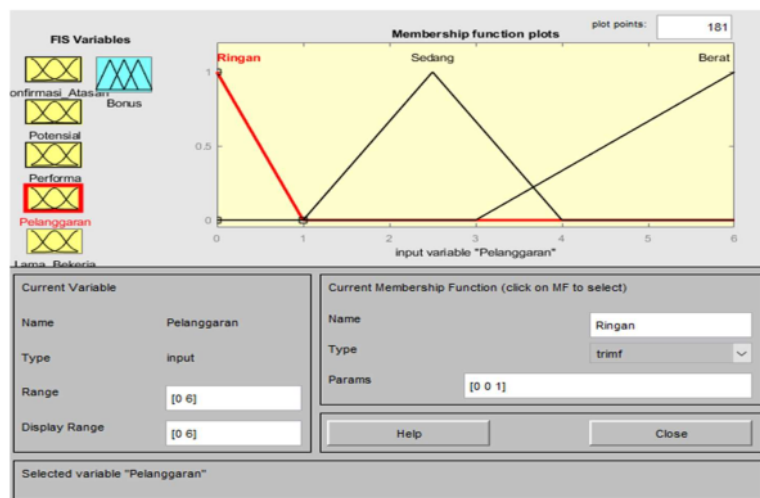 FIS Variables
onfirmasi_Atasan
Bonus
Potensial
Performa
Pelanggaran
Lama_Bekerja
Membership function plots
plot points:
181
Ringan
Sedang
Berat
1
0.5
0
0
1
2
3
4
5
6
input variable "Pelanggaran"
Current Variable
Name
Pelanggaran
Type
input
Range
[0 6]
Display Range
[0 6]
Current Membership Function (click on MF to select)
Name
Ringan
Type
trimf
Params
[0 0 1]
Help
Close
Selected variable "Pelanggaran"